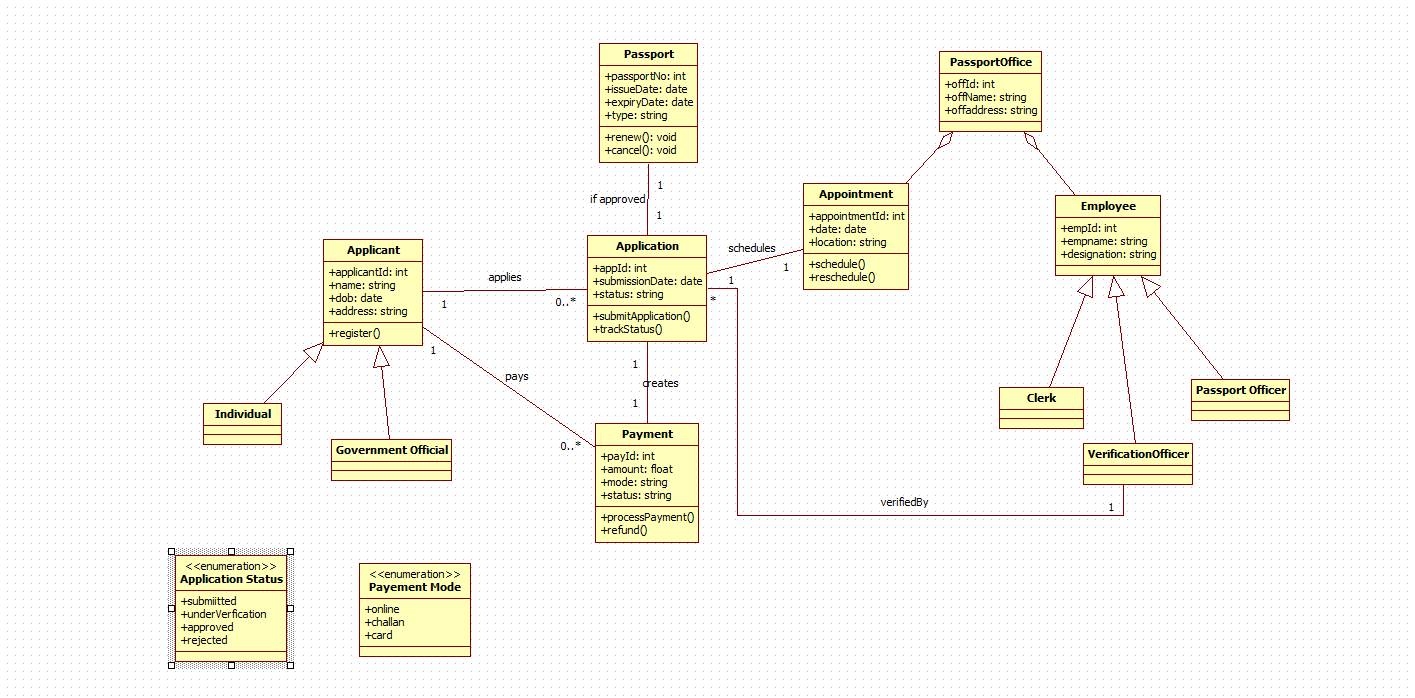 Passport
+passportNo: int
+issueDate: date
+expiryDate: date
+type: string
+renew(): void
+cancel(): void
PassportOffice
+offId: int
+offName: string
+offaddress: string
1
if approved
1
Appointment
+appointmentId: int
+date: date
+location: string
+schedule()
+reschedule()
Employee
+empId: int
+empname: string
+designation: string
Applicant
+applicantId: int
+name: string
+dob: date
+address: string
+register()
applies
1
0..*
Application
+appId: int
+submissionDate: date
+status: string
+submitApplication()
+trackStatus()
schedules
1
1
*
1
pays
0..*
1
creates
1
Individual
Government Official
Payment
+payId: int
+amount: float
+mode: string
+status: string
+processPayment()
+refund()
Clerk
Passport Officer
VerificationOfficer
verifiedBy
1
<<enumeration>>
Application Status
+submiitted
+underVerfication
+approved
+rejected
<<enumeration>>
Payement Mode
+online
+challan
+card